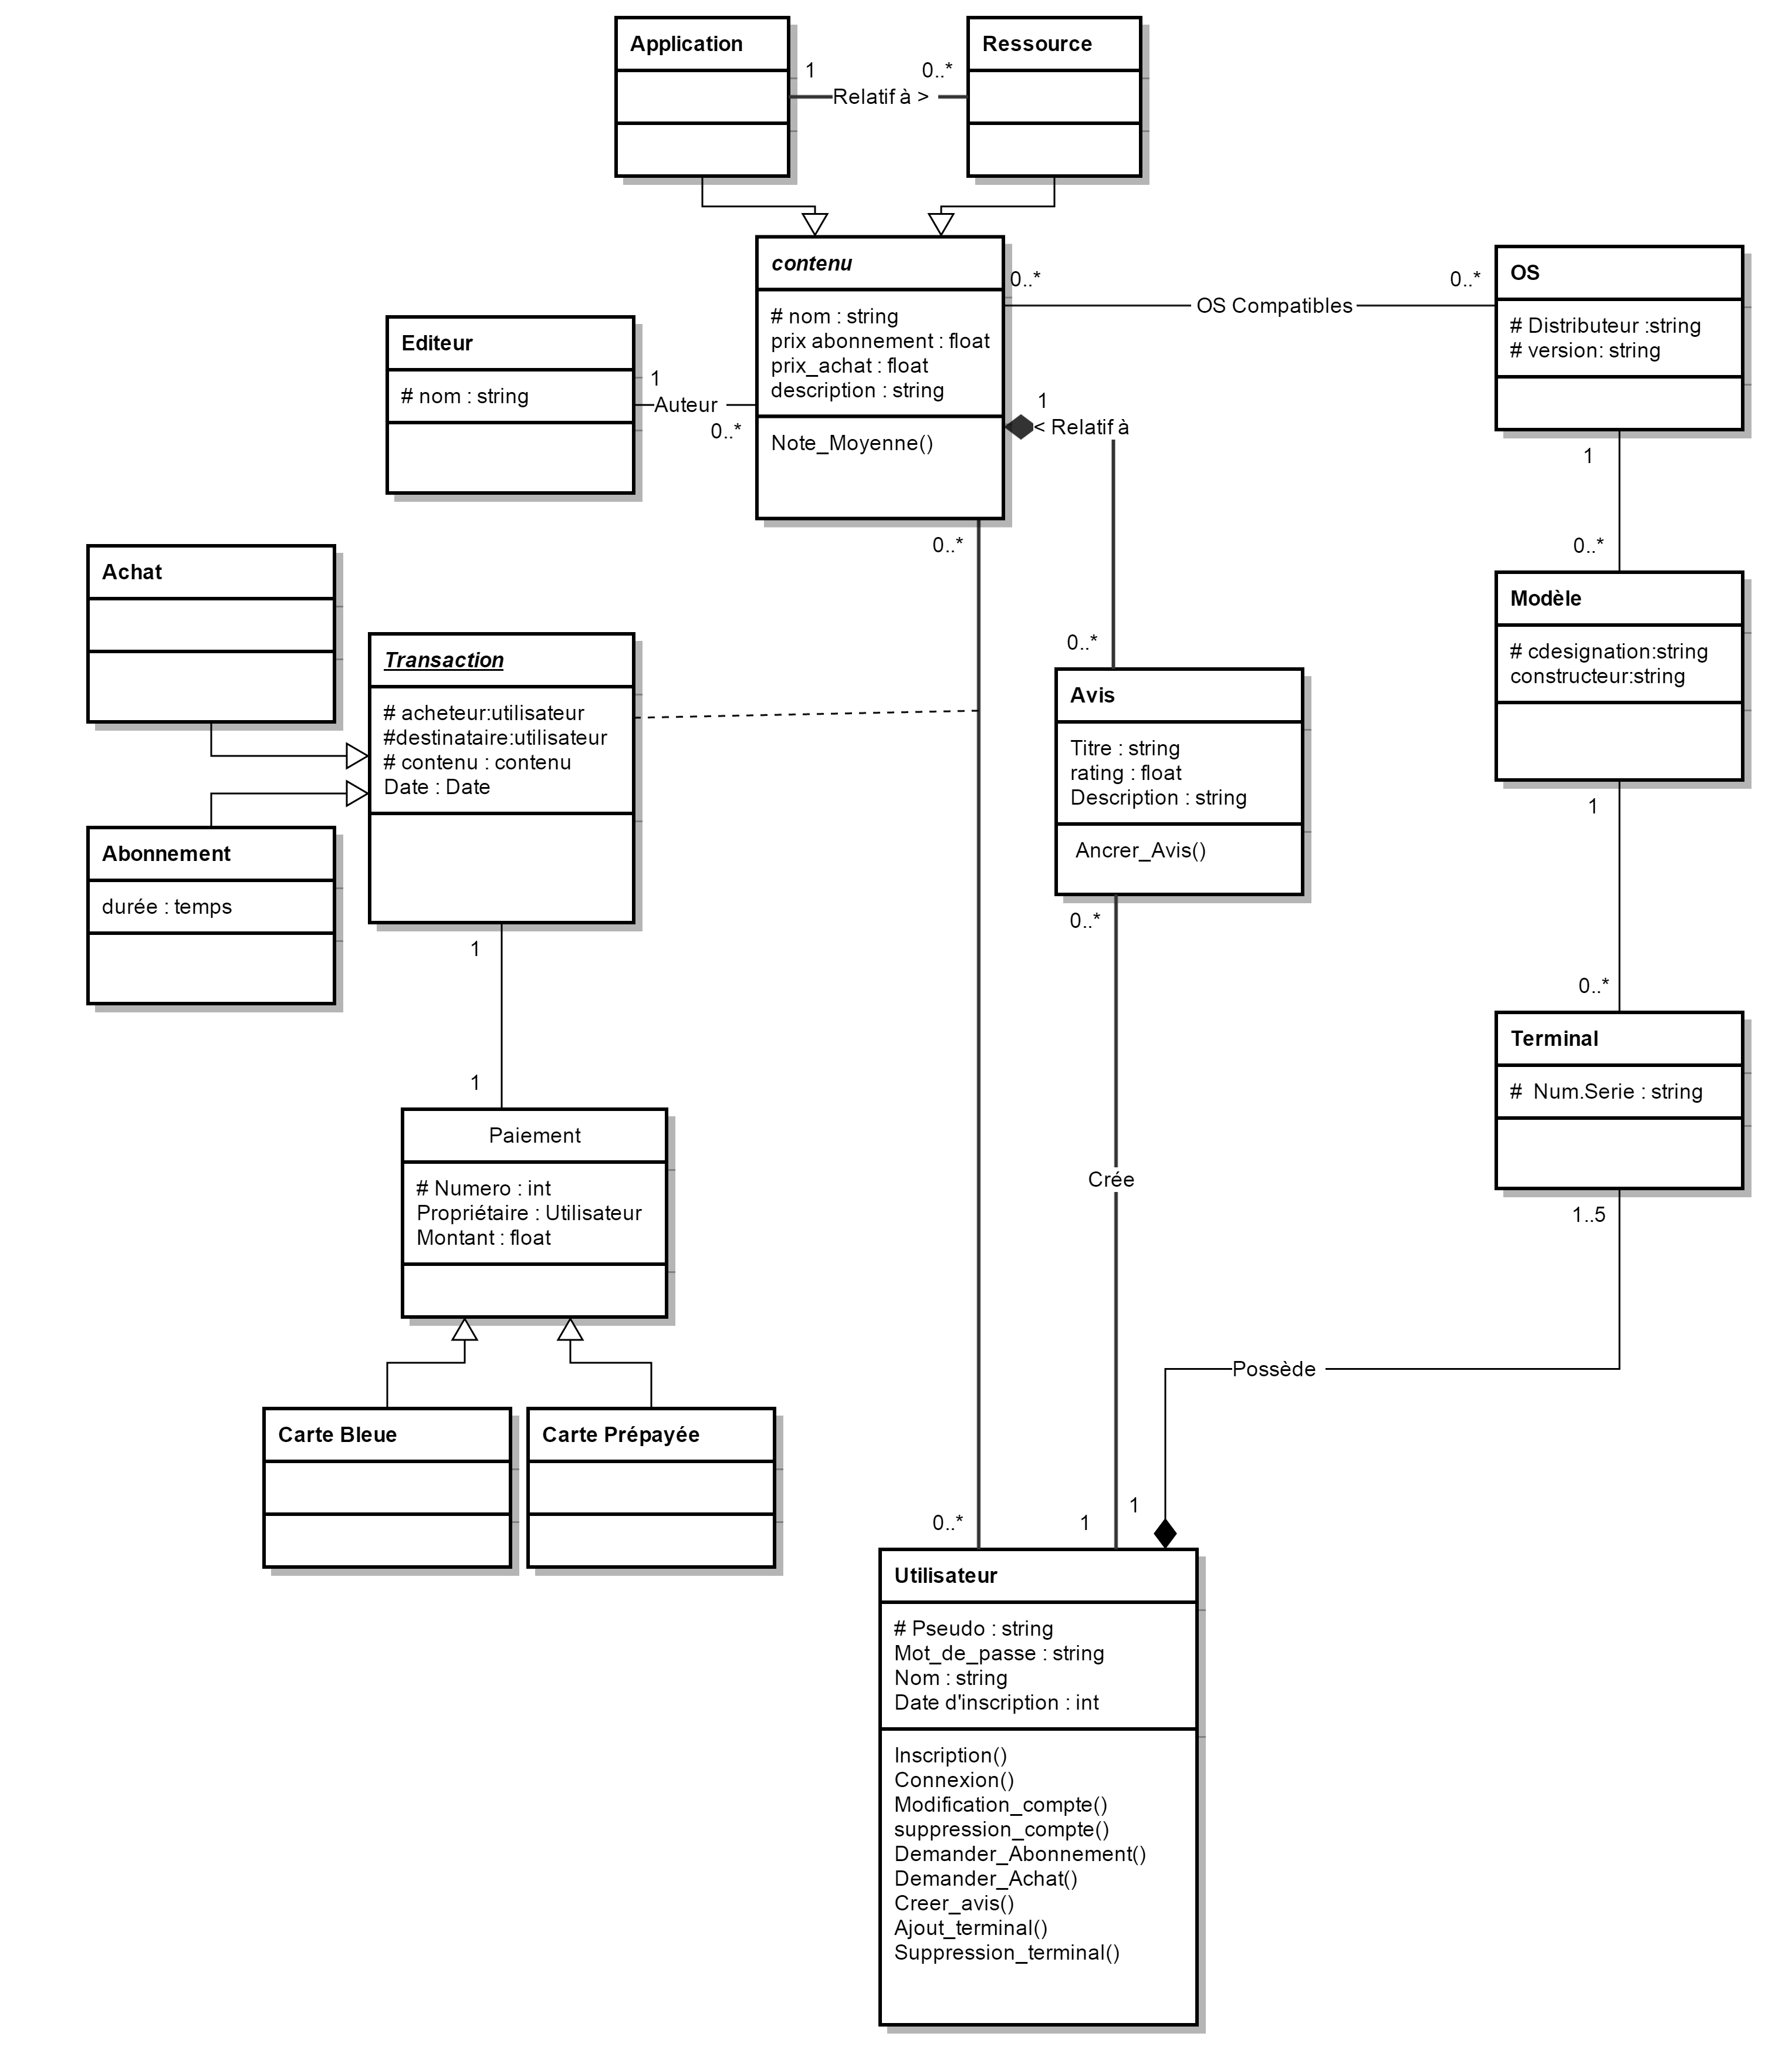 Application
Ressource
1
0..*
Relatif à >
contenu
# nom : string
prix abonnement : float
prix_achat : float
description : string
Note_Moyenne()
0..*
0..*
OS Compatibles
OS
# Distributeur :string
# version: string
Editeur
# nom : string
1
Auteur
0..*
1
< Relatif à
1
0..*
0..*
0..*
Achat
Modèle
# cdesignation:string
constructeur:string
Transaction
# acheteur:utilisateur
#destinataire:utilisateur
# contenu : contenu
Date : Date
Avis
Titre : string
rating : float
Description : string
Ancrer_Avis()
Abonnement
durée : temps
1
0..*
1
0..*
Terminal
# Num.Serie : string
1
Paiement
# Numero : int
Propriétaire : Utilisateur
Montant : float
Crée
1..5
Possède
Carte Bleue
Carte Prépayée
0..*
1
1
Utilisateur
# Pseudo : string
Mot_de_passe : string
Nom : string
Date d'inscription : int
Inscription()
Connexion()
Modification_compte()
suppression_compte()
Demander_Abonnement()
Demander_Achat()
Creer_avis()
Ajout_terminal()
Suppression_terminal()